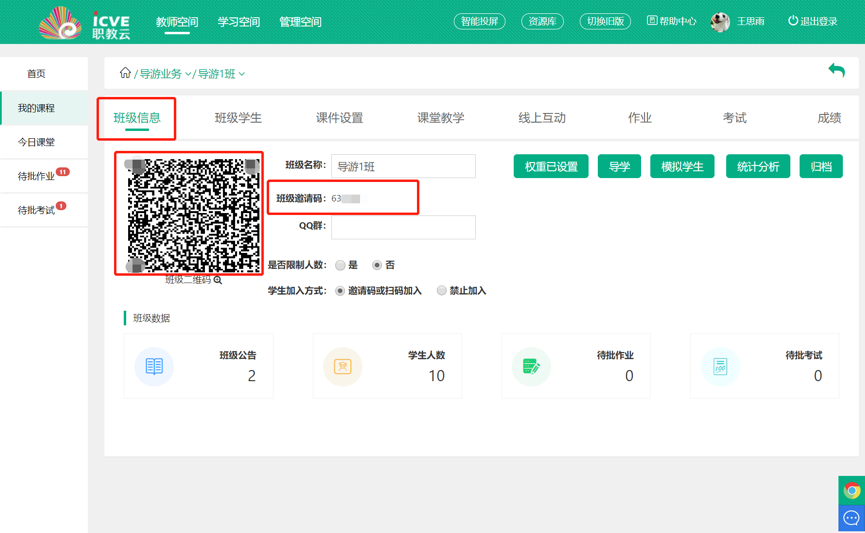 iCVE
职教云
教师空间 学习空间 管理空间 智能投屏 资源库 切换旧版 帮助中心 王思雨 退出登录
首页
我的课程
今日课堂
待批作业 11
待批考试 1
/ 导游业务 / 导游1班
班级信息 班级学生 课件设置 课堂教学 线上互动 作业 考试 成绩
班级名称: 导游1班 权重已设置 导学 模拟学生 统计分析 归档
班级邀请码: 63
QQ群:
班级二维码
是否限制人数: 是 否
学生加入方式: 邀请码或扫码加入 禁止加入
班级数据
班级公告 2
学生人数 10
待批作业 0
待批考试 0
100